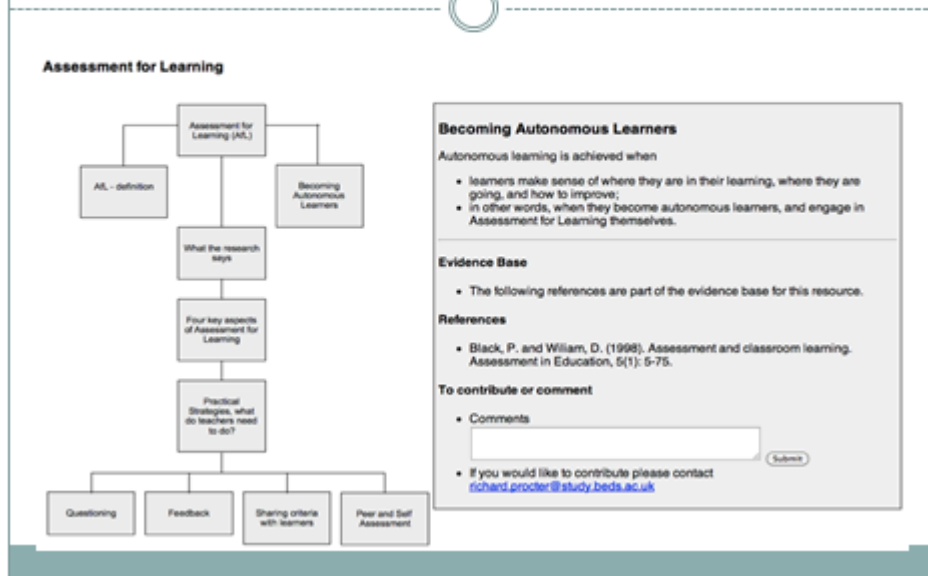 Assessment for Learning
Assessment for
Learning (AfL)
AfL - definition
Becoming
Autonomous
Learners
What the research
says
Four key aspects
of Assessment for
Learning
Practical
Strategies, what
do teachers need
to do?
Questioning
Feedback
Sharing criteria
with learners
Peer and Self
Assessment
Becoming Autonomous Learners
Autonomous learning is achieved when
• learners make sense of where they are in their learning, where they are
going, and how to improve;
• in other words, when they become autonomous learners, and engage in
Assessment for Learning themselves.
Evidence Base
• The following references are part of the evidence base for this resource.
References
• Black, P. and Wiliam, D. (1998). Assessment and classroom learning.
Assessment in Education, 5(1): 5-75.
To contribute or comment
• Comments
Submit
• If you would like to contribute please contact
richard.procter@study.beds.ac.uk